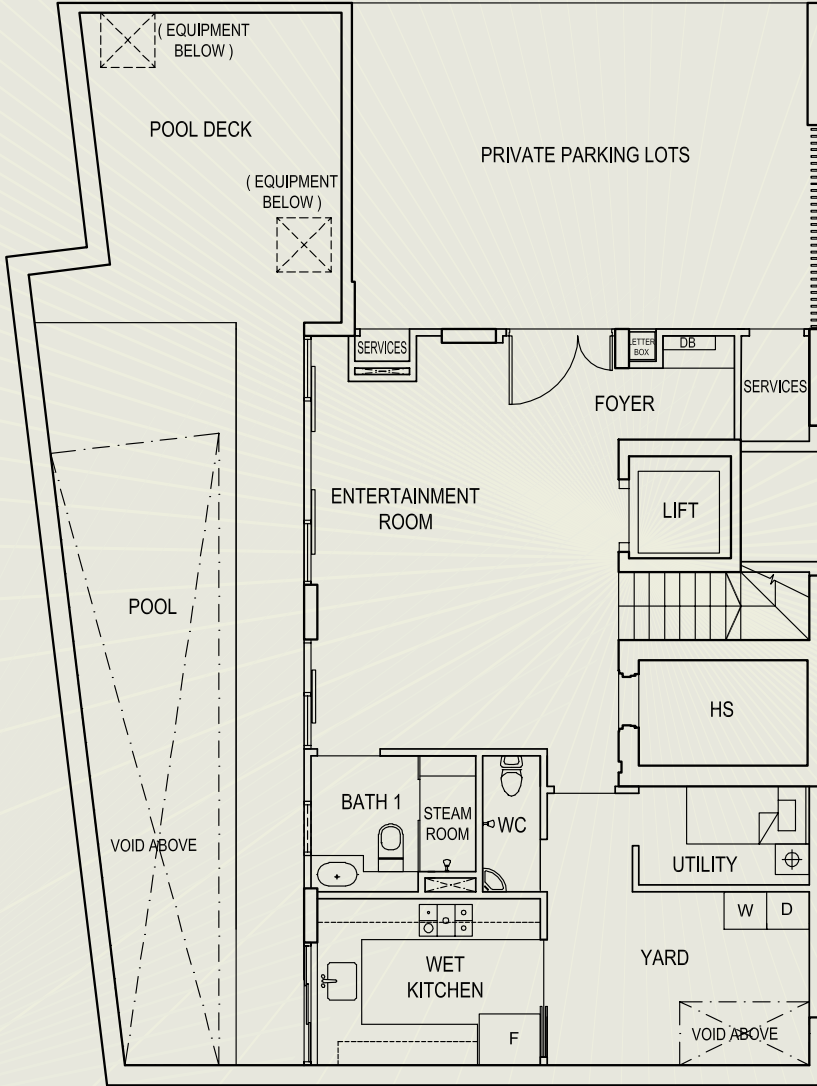 ( EQUIPMENT
BELOW )
POOL DECK
PRIVATE PARKING LOTS
( EQUIPMENT
BELOW )
SERVICES
LETTER
BOX
DB
FOYER
SERVICES
ENTERTAINMENT
ROOM
LIFT
POOL
HS
BATH 1
STEAM
ROOM
WC
VOID ABOVE
UTILITY
W
D
WET
KITCHEN
YARD
F
VOID ABOVE